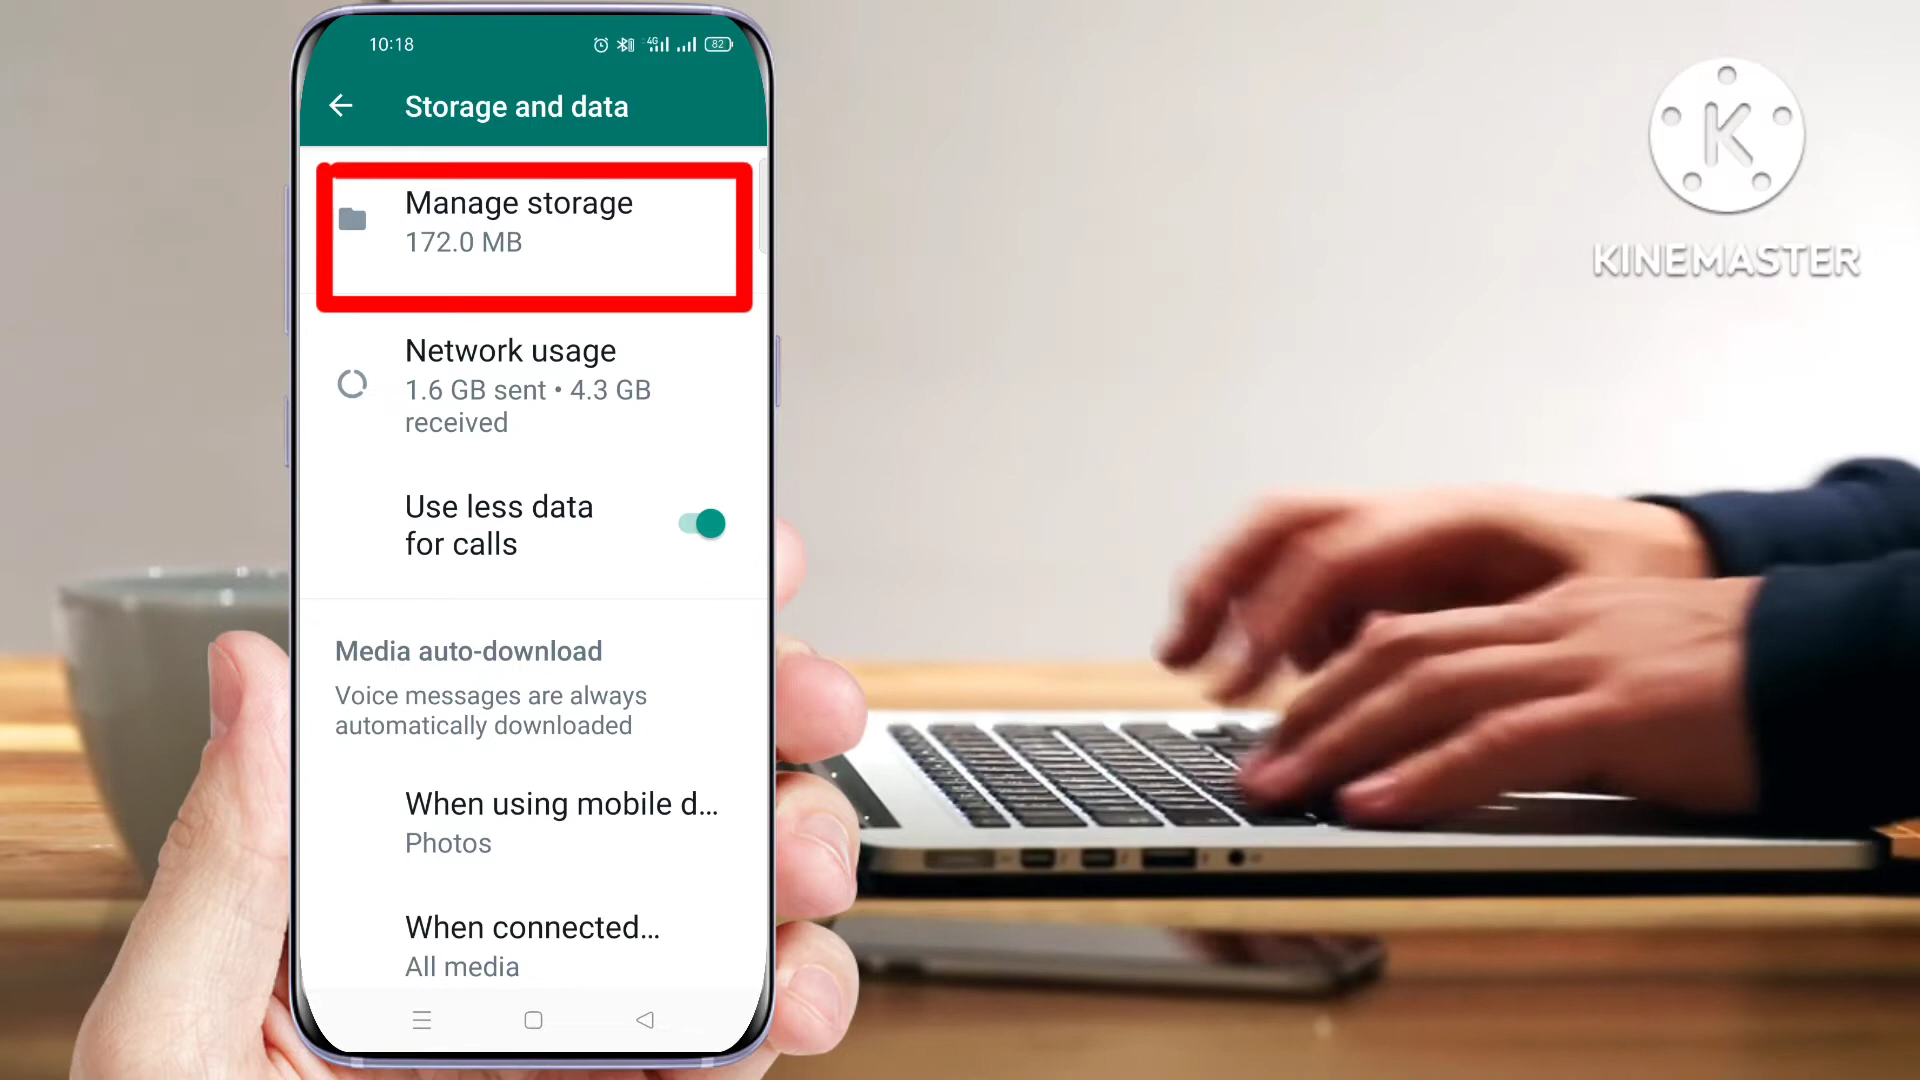 10:18
4G
82
Storage and data
Manage storage
172.0 MB
Network usage
1.6 GB sent • 4.3 GB
received
Use less data
for calls
Media auto-download
Voice messages are always
automatically downloaded
When using mobile d...
Photos
When connected...
All media
K
KINEMASTER